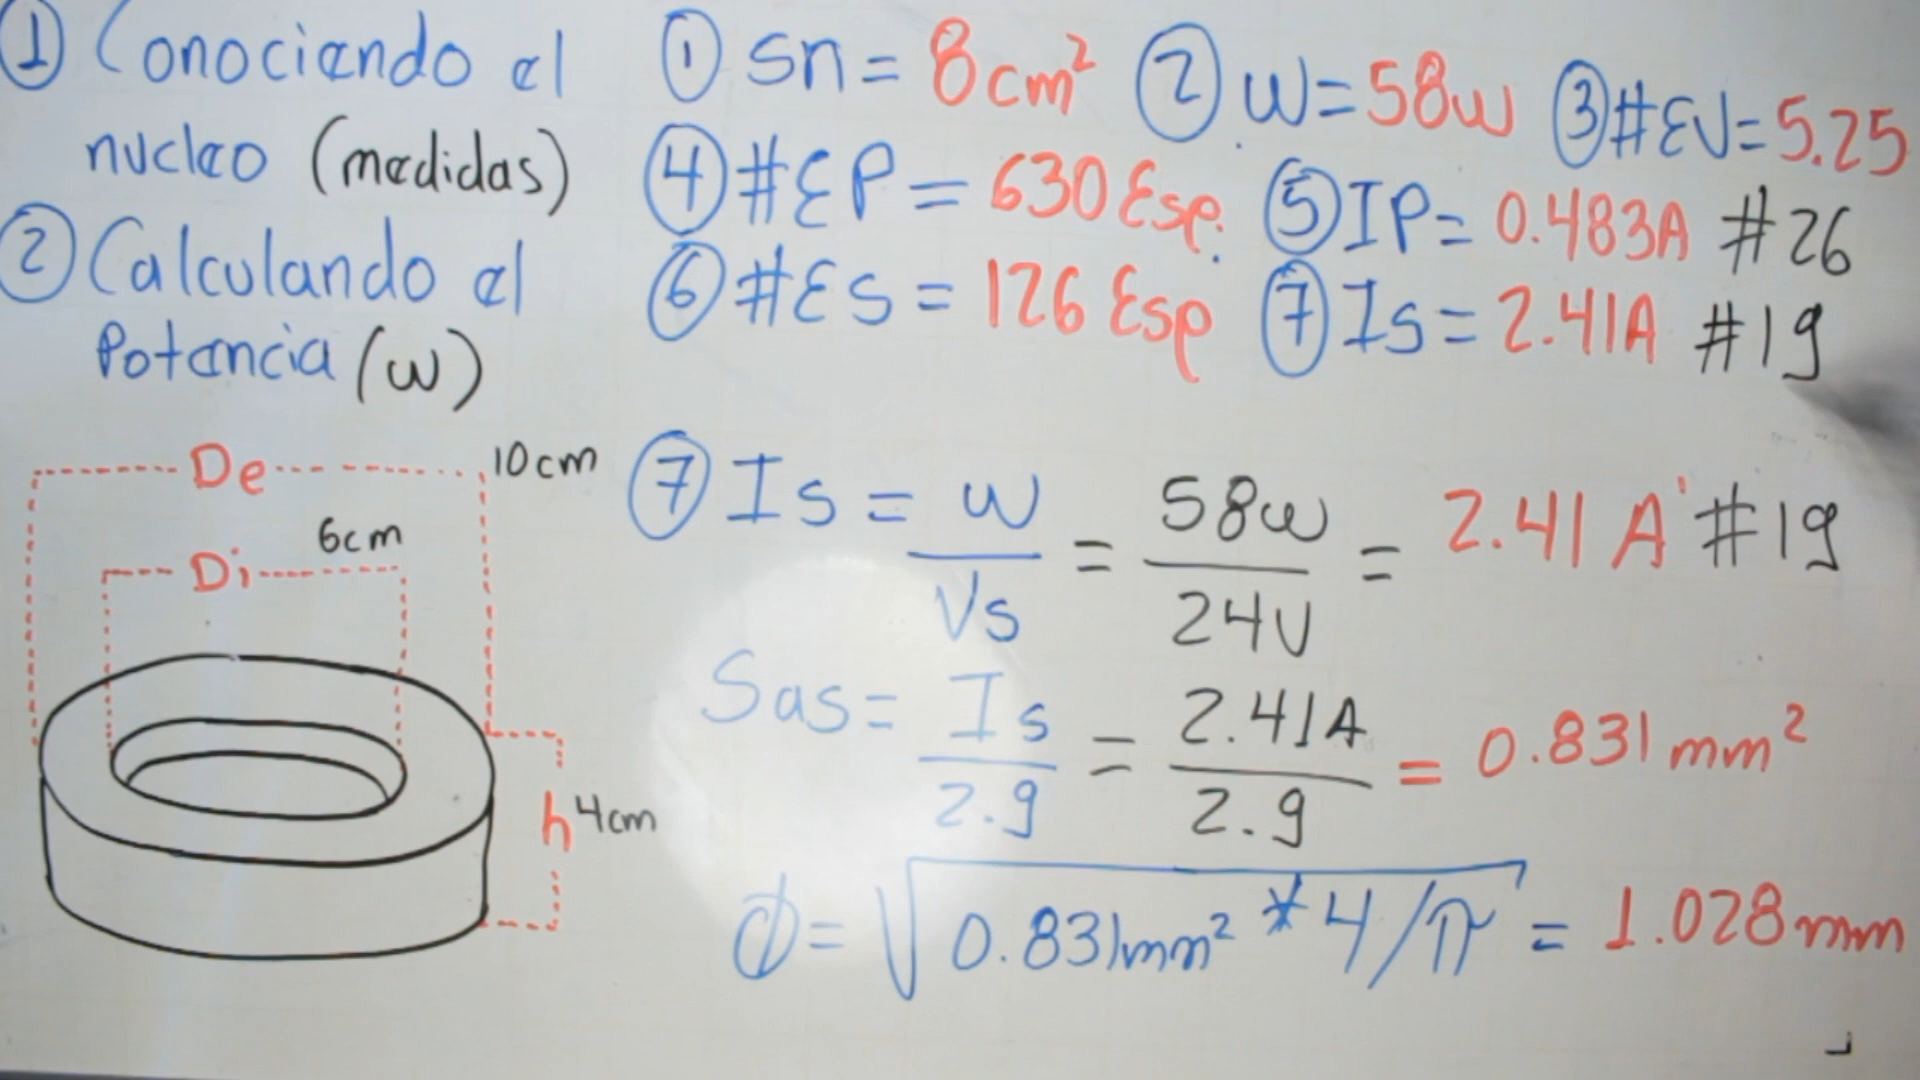 ① Conociendo el
nucleo (medidas)
② Calculando el
Potencia (w)
① Sn = 8cm² ② w = 58w ③ #EV = 5.25
④ #EP = 630 Esp. ⑤ IP = 0.483A #26
⑥ #ES = 126 Esp ⑦ Is = 2.41A #19
De 10cm
Di 6cm
h 4cm
⑦ Is = w/Vs = 58w/24V = 2.41 A #19
Sas = Is/2.9 = 2.41A/2.9 = 0.831 mm²
Φ = √0.831mm² * 4/π = 1.028mm